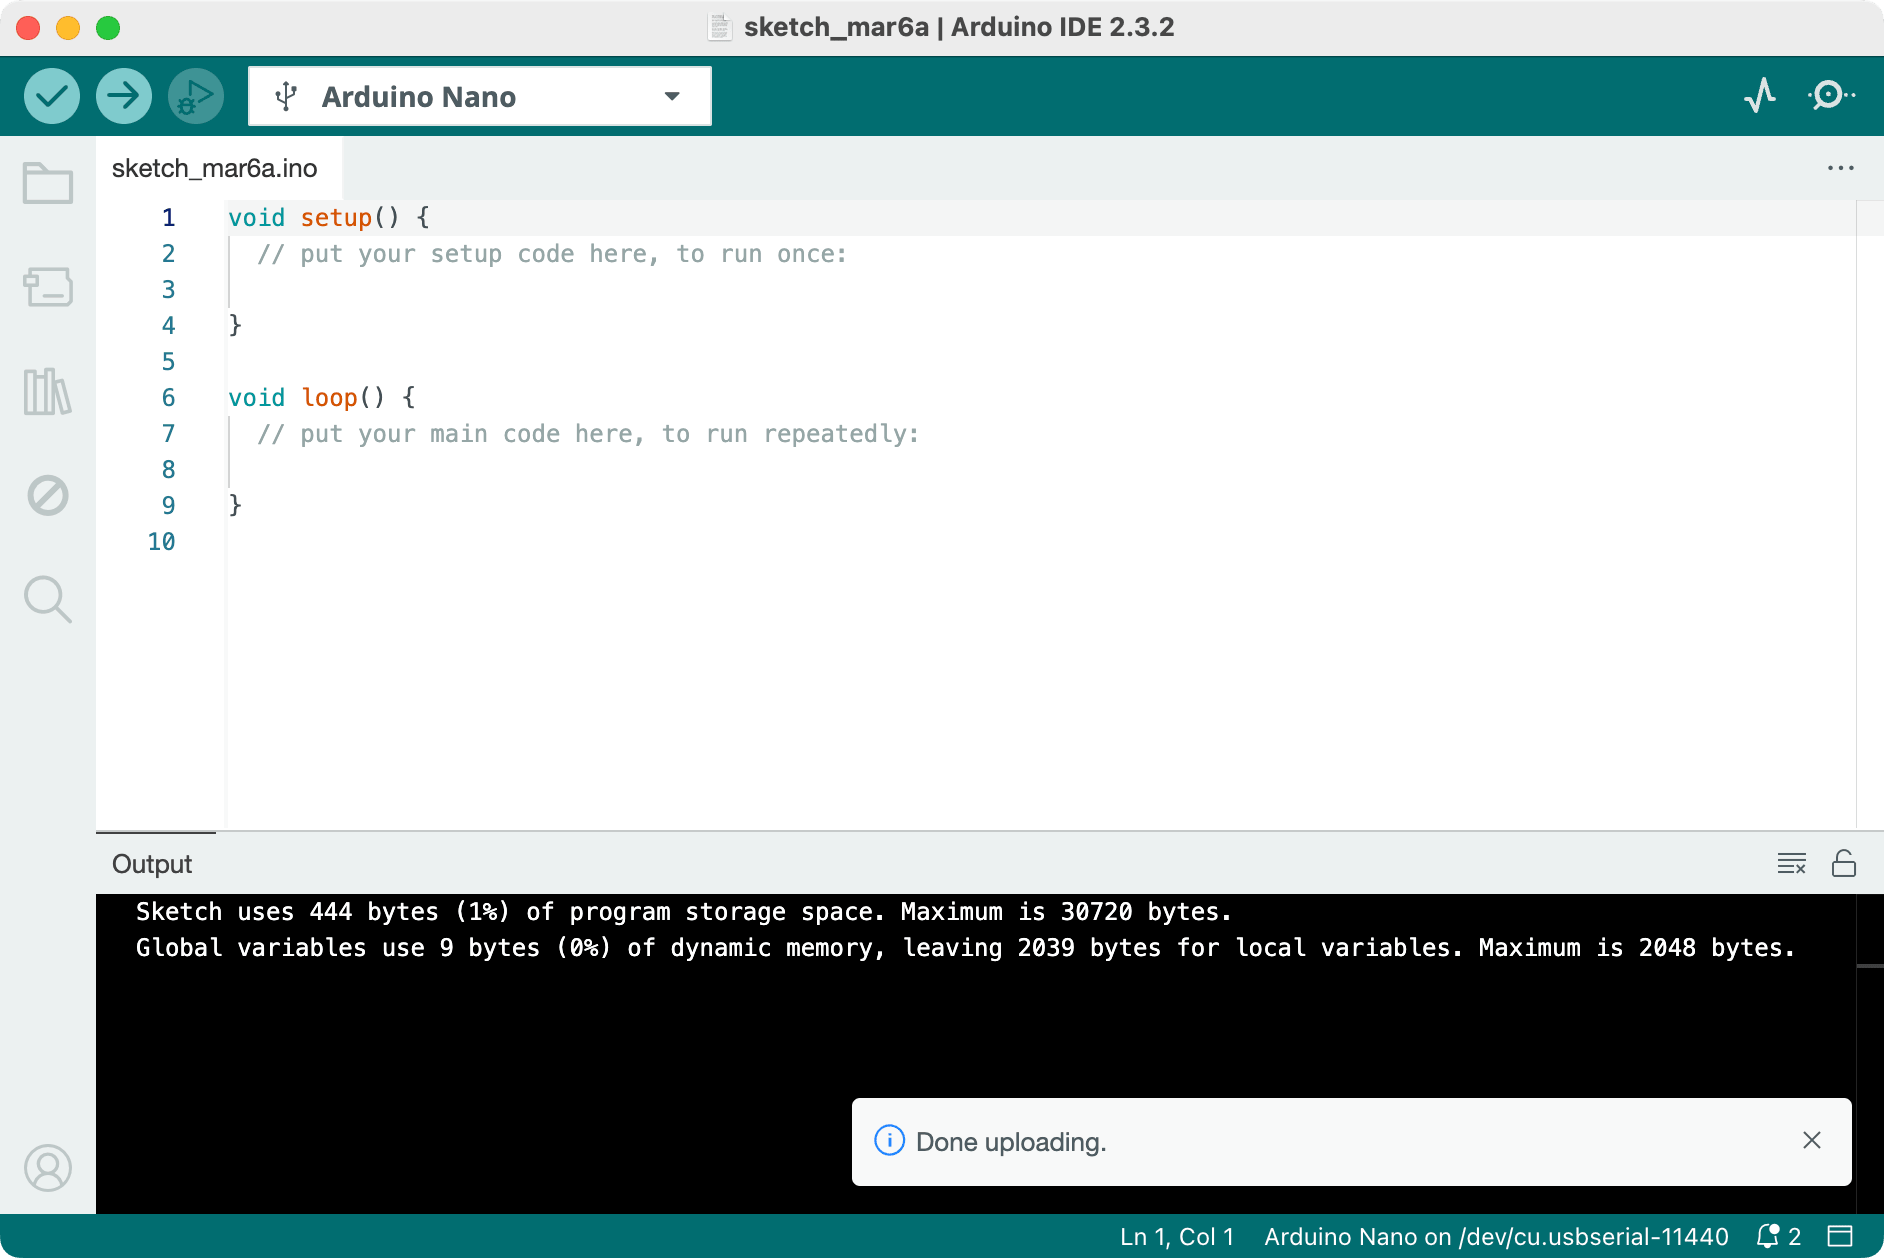 sketch_mar6a | Arduino IDE 2.3.2
Arduino Nano
sketch_mar6a.ino
1 void setup() {
2   // put your setup code here, to run once:
3
4 }
5
6 void loop() {
7   // put your main code here, to run repeatedly:
8
9 }
10
Output
Sketch uses 444 bytes (1%) of program storage space. Maximum is 30720 bytes.
Global variables use 9 bytes (0%) of dynamic memory, leaving 2039 bytes for local variables. Maximum is 2048 bytes.
Done uploading.
Ln 1, Col 1 Arduino Nano on /dev/cu.usbserial-11440 2